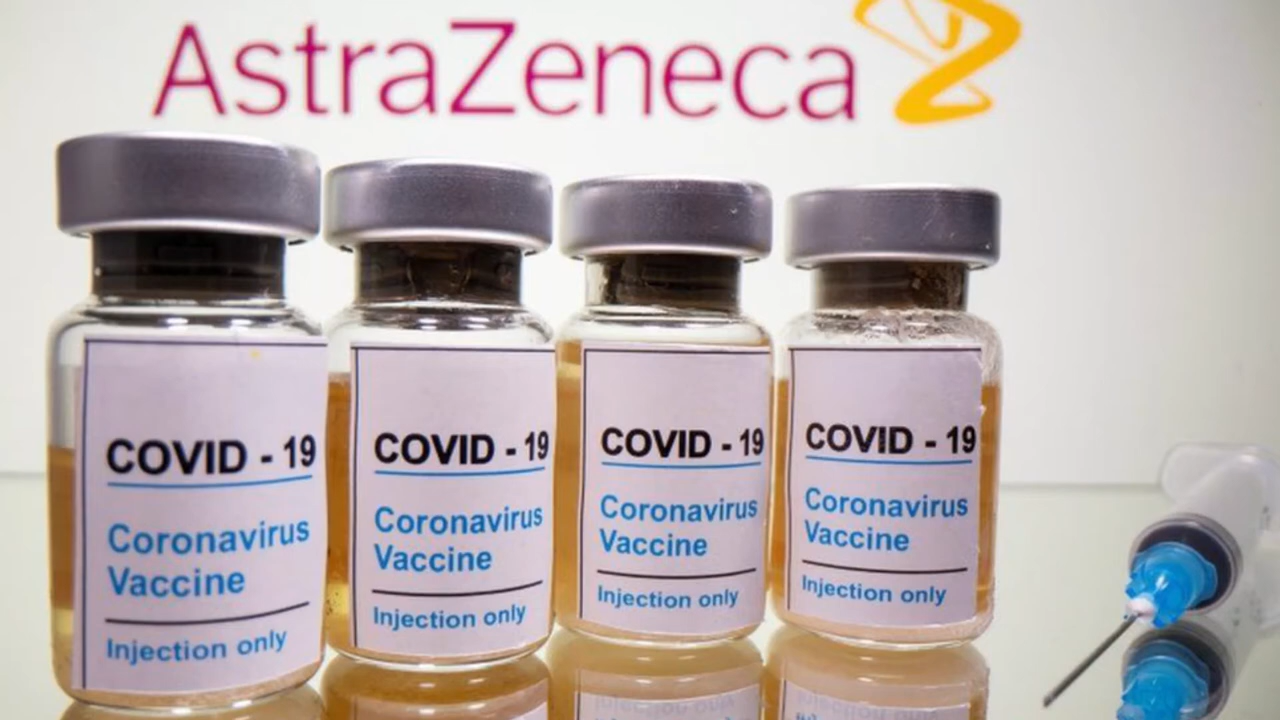 AstraZeneca
COVID - 19
Coronavirus
Vaccine
Injection only
COVID - 19
Coronavirus
Vaccine
Injection only
COVID - 19
Coronavirus
Vaccine
Injection only
COVID - 19
Coronavirus
Vaccine
Injection only